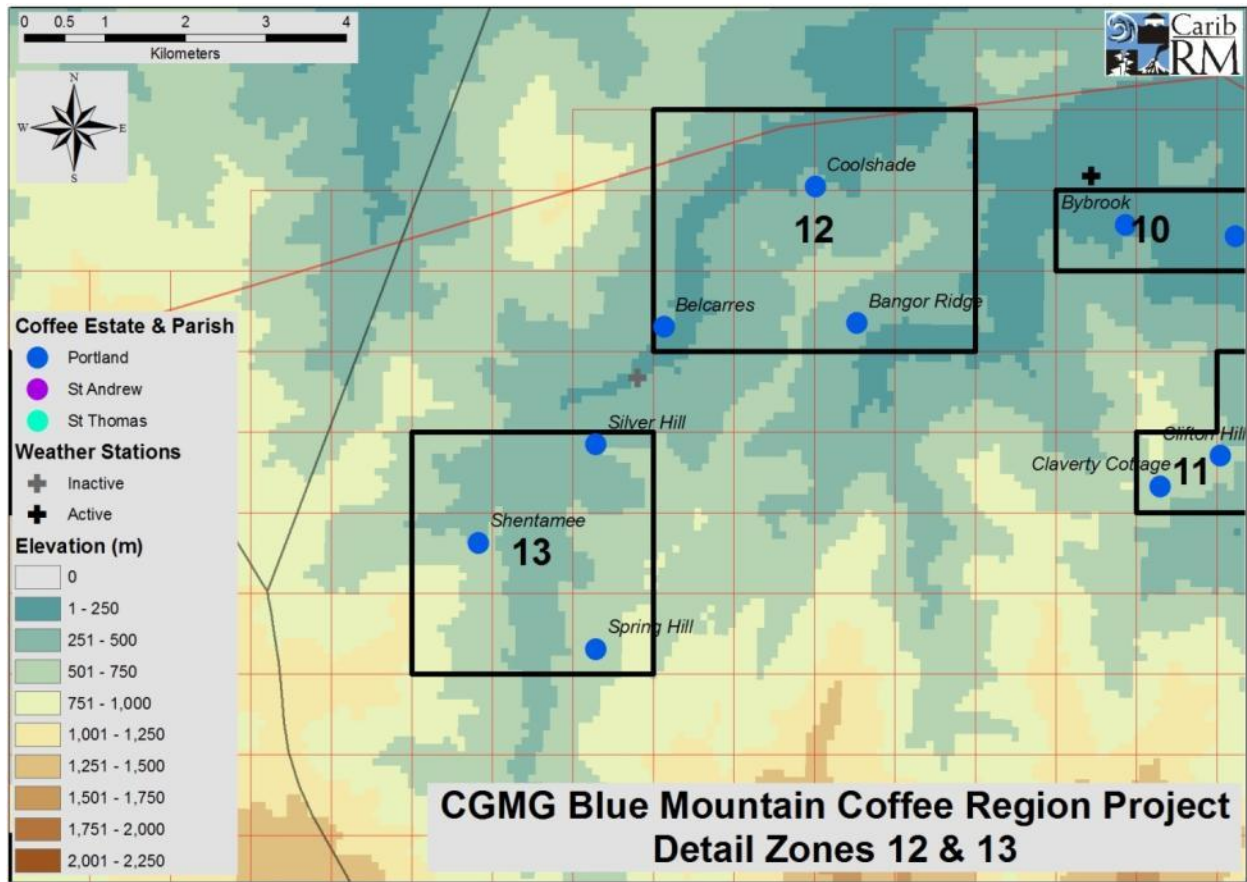 0 0.5 1 2 3 4
Kilometers
Carib
RM
N
W E
S
Coolshade
12
Bybrook
10
Belcarres
Bangor Ridge
Coffee Estate & Parish
Portland
St Andrew
St Thomas
Weather Stations
Inactive
Active
Elevation (m)
0
1 - 250
251 - 500
501 - 750
751 - 1,000
1,001 - 1,250
1,251 - 1,500
1,501 - 1,750
1,751 - 2,000
2,001 - 2,250
Silver Hill
Clifton Hill
Claverty Cottage
11
Shentamee
13
Spring Hill
CGMG Blue Mountain Coffee Region Project
Detail Zones 12 & 13